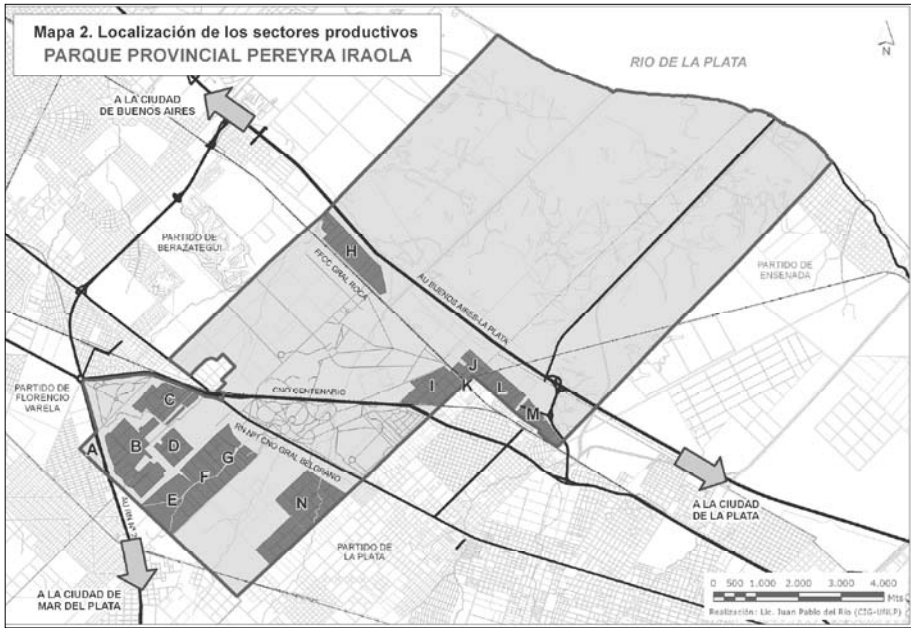 Mapa 2. Localización de los sectores productivos
PARQUE PROVINCIAL PEREYRA IRAOLA
N
RIO DE LA PLATA
A LA CIUDAD
DE BUENOS AIRES
PARTIDO DE
BERAZATEGUI
H
FFCC GRAL ROCA
AU BUENOS AIRES-LA PLATA
PARTIDO DE
ENSENADA
PARTIDO DE
FLORENCIO
VARELA
CNO CENTENARIO
J
I
K
L
M
C
A
B
D
G
F
E
N
RN Nº1 CNO GRAL BELGRANO
A LA CIUDAD
DE LA PLATA
PARTIDO DE
LA PLATA
A LA CIUDAD DE
MAR DEL PLATA
0 500 1.000 2.000 3.000 4.000
Mts
Realización: Lic. Juan Pablo del Río (CIG-UNLP)